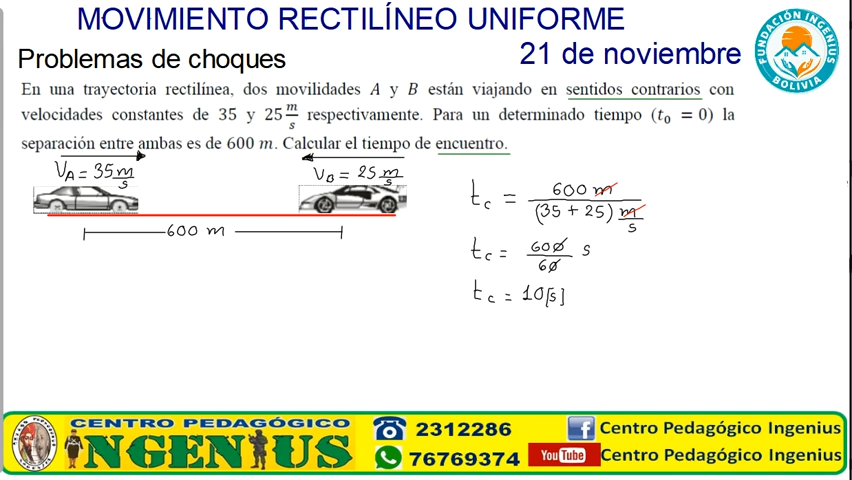 MOVIMIENTO RECTILÍNEO UNIFORME
Problemas de choques
21 de noviembre
FUNDACIÓN INGENIUS
BOLIVIA
En una trayectoria rectilínea, dos movilidades A y B están viajando en sentidos contrarios con
velocidades constantes de 35 y 25 m/s respectivamente. Para un determinado tiempo (t₀ = 0) la
separación entre ambas es de 600 m. Calcular el tiempo de encuentro.
V_A = 35 m/s
V_B = 25 m/s
600 m
t_c = 600 m / (35 + 25) m/s
t_c = 600/60 s
t_c = 10[s]
CENTRO PEDAGÓGICO
INGENIUS
2312286
76769374
f Centro Pedagógico Ingenius
You Tube Centro Pedagógico Ingenius